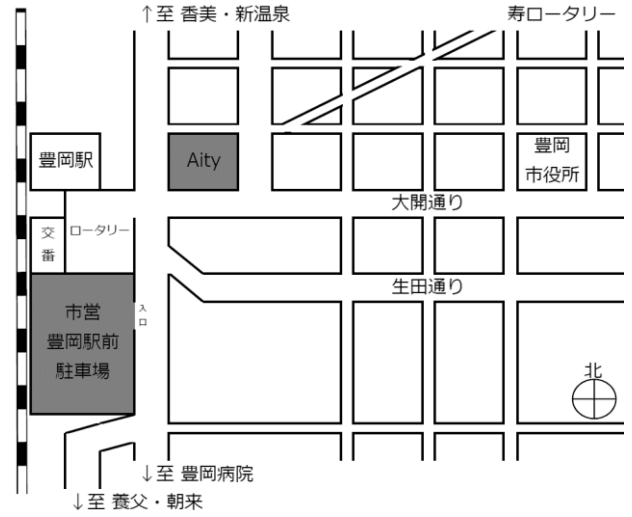 ↑至 香美・新温泉
寿ロータリー
豊岡駅
Aity
豊岡
市役所
大開通り
交
番
ロータリー
生田通り
市営
豊岡駅前
駐車場
入
口
北
↓至 豊岡病院
↓至 養父・朝来